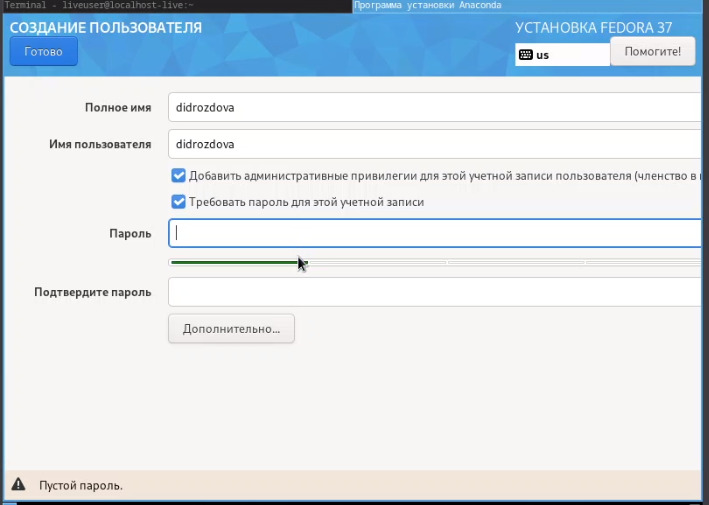 Terminal - liveuser@localhost-live:~
Программа установки Anaconda
СОЗДАНИЕ ПОЛЬЗОВАТЕЛЯ
УСТАНОВКА FEDORA 37
Готово
us
Помогите!
Полное имя
didrozdova
Имя пользователя
didrozdova
Добавить административные привилегии для этой учетной записи пользователя (членство в
Требовать пароль для этой учетной записи
Пароль
Подтвердите пароль
Дополнительно...
Пустой пароль.